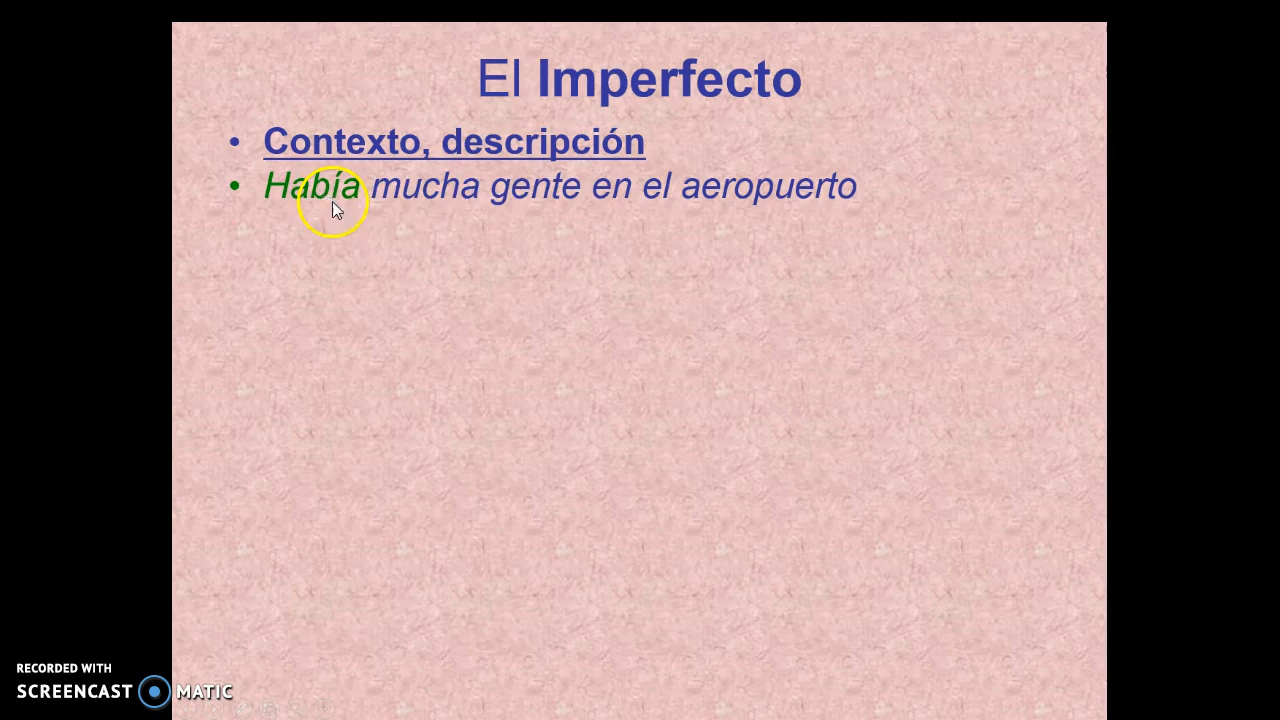 El Imperfecto
• Contexto, descripción
• Había mucha gente en el aeropuerto
RECORDED WITH
SCREENCAST MATIC